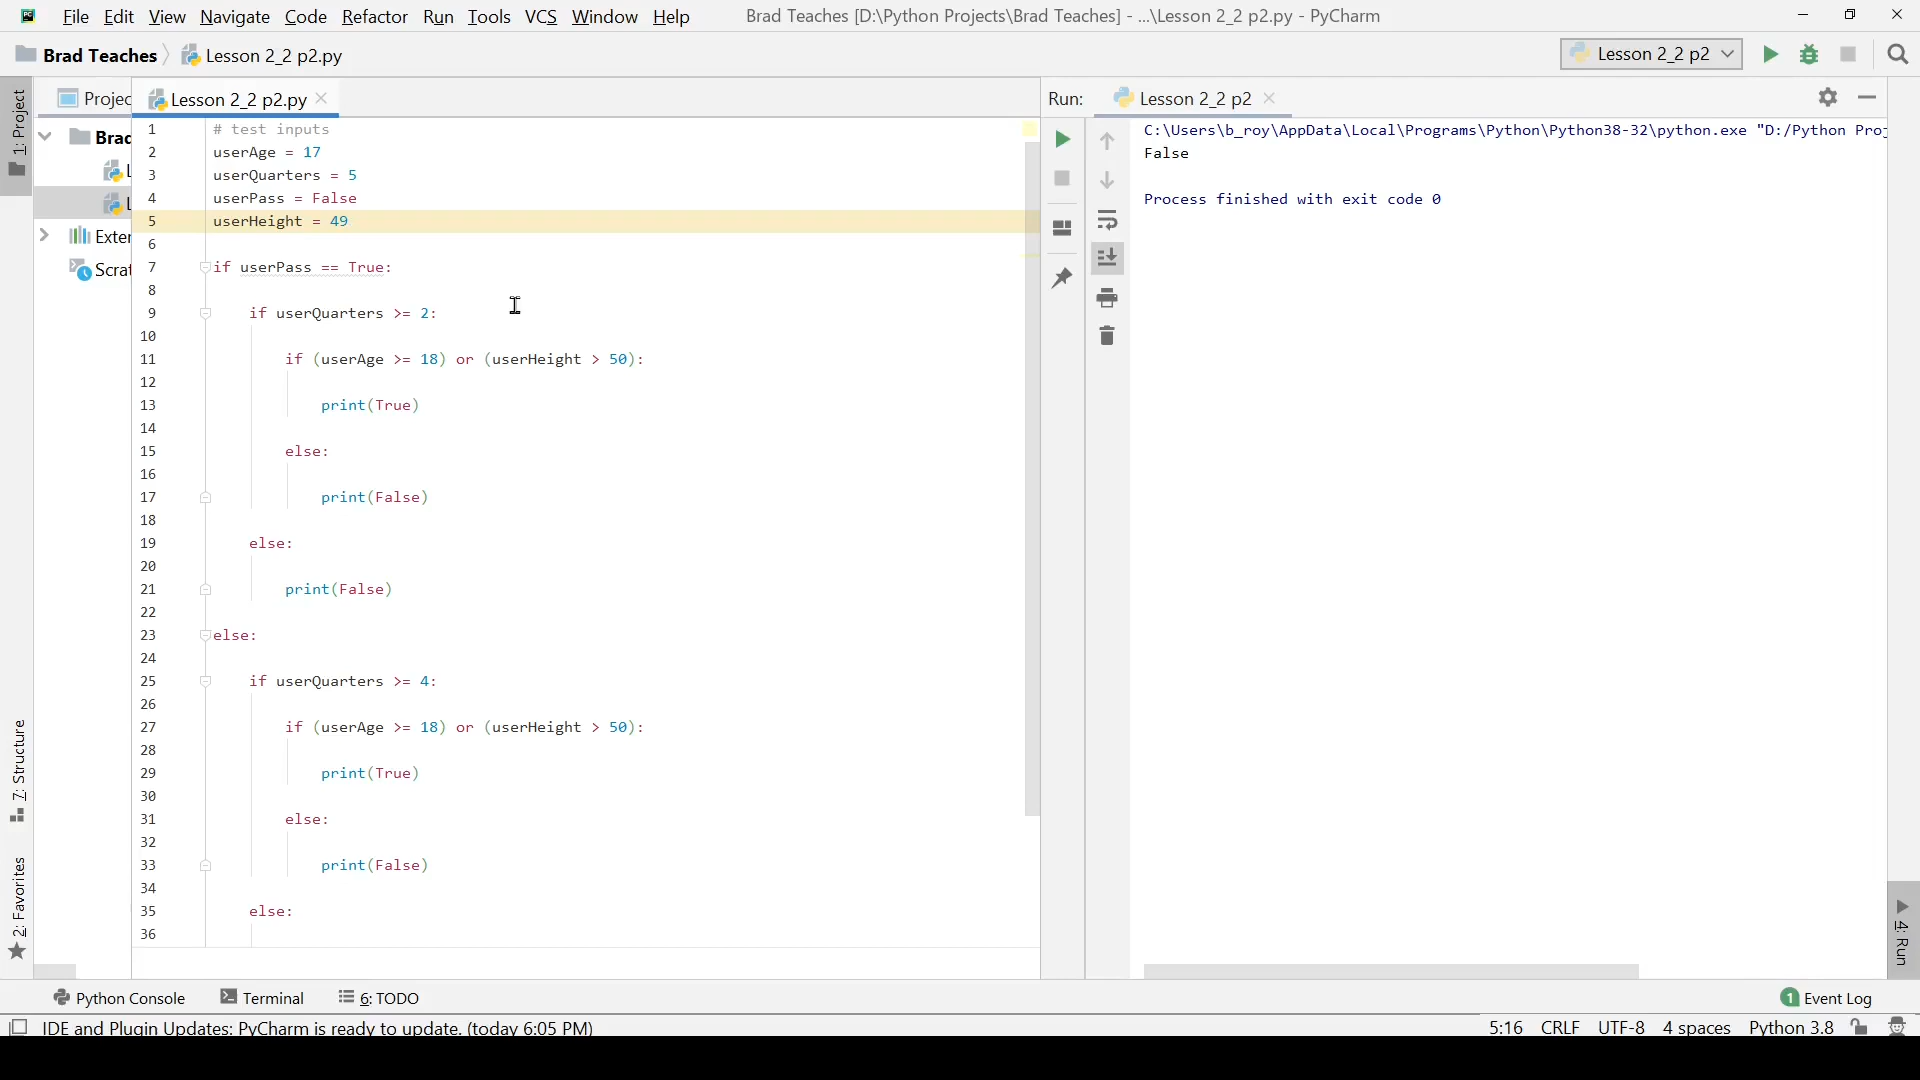 File Edit View Navigate Code Refactor Run Tools VCS Window Help
Brad Teaches [D:\Python Projects\Brad Teaches] - ...\Lesson 2_2 p2.py - PyCharm
Brad Teaches
Lesson 2_2 p2.py
Lesson 2_2 p2
1: Project
Projec
Lesson 2_2 p2.py
Brad
L
L
Exter
Scrat
1 # test inputs
2 userAge = 17
3 userQuarters = 5
4 userPass = False
5 userHeight = 49
6
7 if userPass == True:
8
9 if userQuarters >= 2:
10
11 if (userAge >= 18) or (userHeight > 50):
12
13 print(True)
14
15 else:
16
17 print(False)
18
19 else:
20
21 print(False)
22
23 else:
24
25 if userQuarters >= 4:
26
27 if (userAge >= 18) or (userHeight > 50):
28
29 print(True)
30
31 else:
32
33 print(False)
34
35 else:
36
Run:
Lesson 2_2 p2
C:\Users\b_roy\AppData\Local\Programs\Python\Python38-32\python.exe "D:/Python Proj
False
Process finished with exit code 0
7: Structure
2: Favorites
4: Run
Python Console
Terminal
6: TODO
1 Event Log
IDE and Plugin Updates: PyCharm is ready to update. (today 6:05 PM)
5:16 CRLF UTF-8 4 spaces Python 3.8